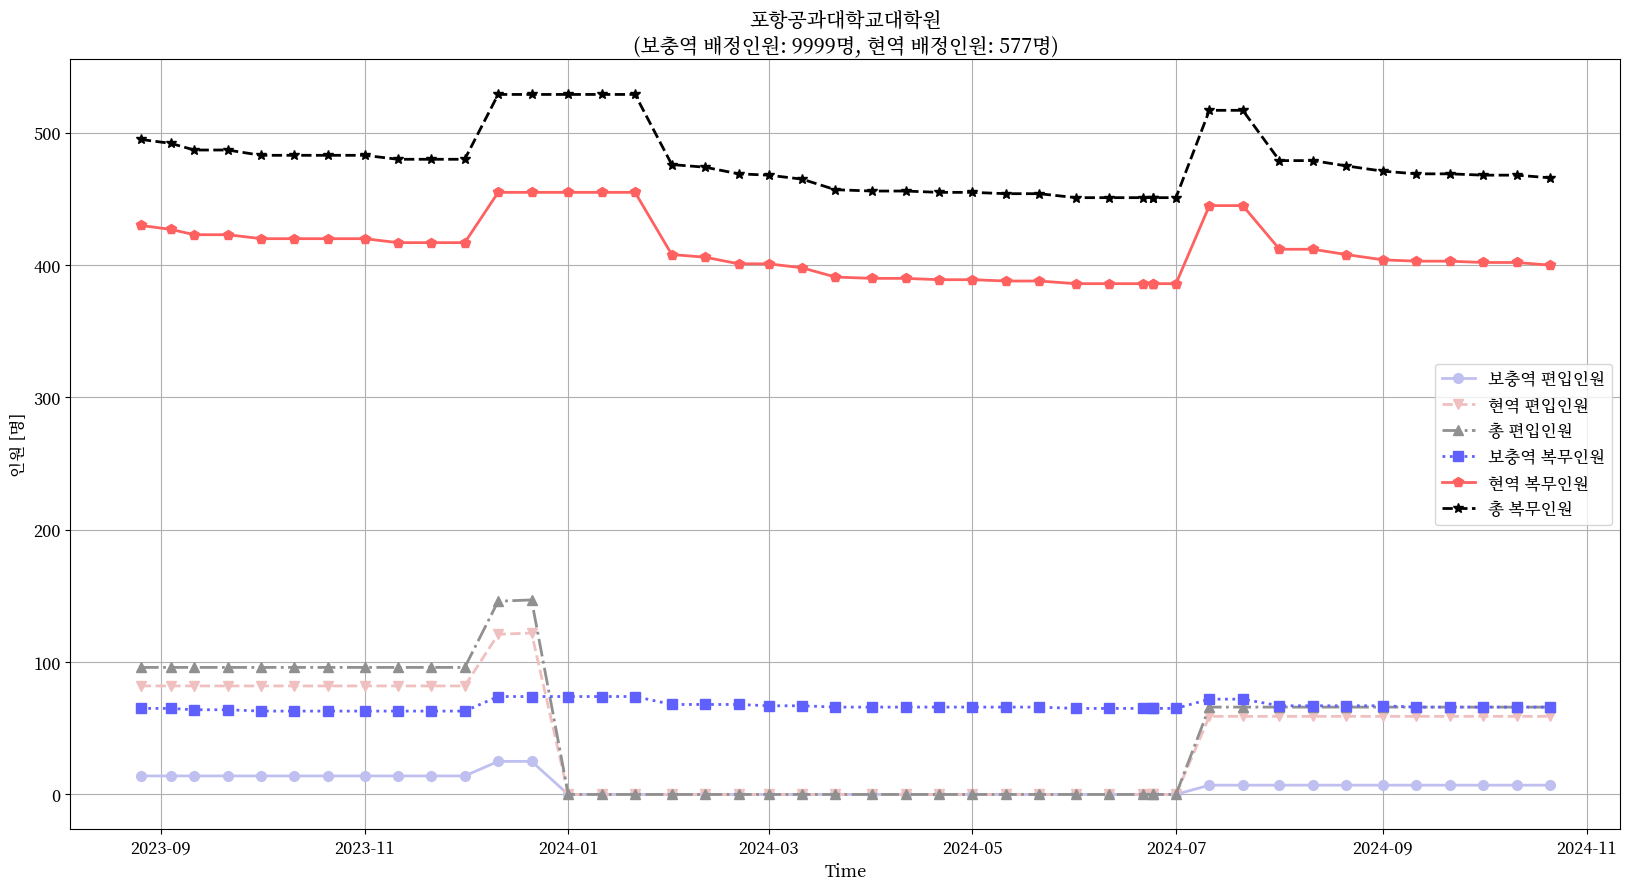 포항공과대학교대학원
(보충역 배정인원: 9999명, 현역 배정인원: 577명)
인원 [명]
500
400
300
200
100
0
보충역 편입인원
현역 편입인원
총 편입인원
보충역 복무인원
현역 복무인원
총 복무인원
2023-09
2023-11
2024-01
2024-03
2024-05
2024-07
2024-09
2024-11
Time